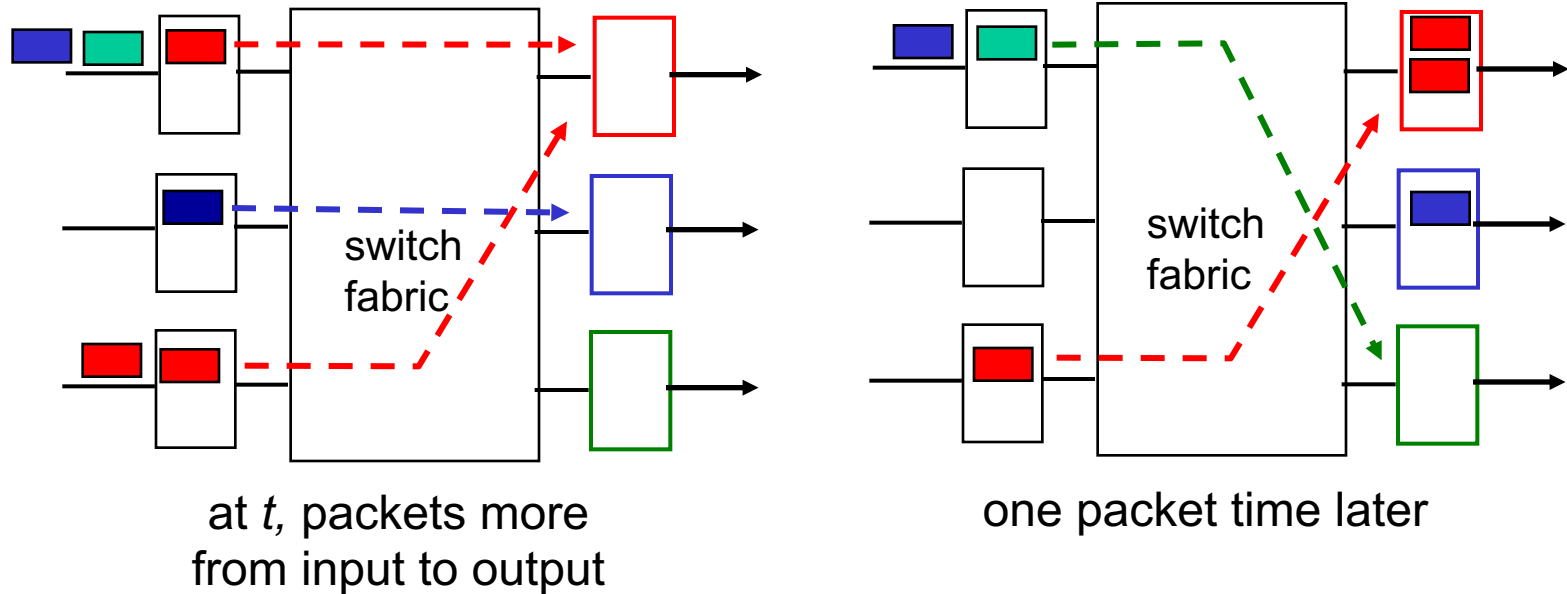 switch
fabric
switch
fabric
at t, packets more
from input to output
one packet time later